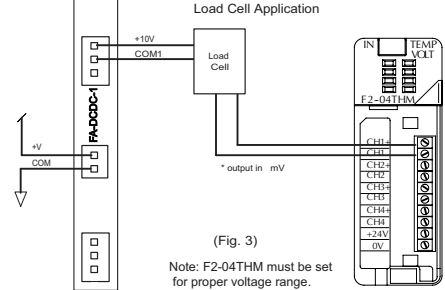 Load Cell Application
+10V
COM1
Load
Cell
FA-DCDC-1
+V
COM
* output in mV
IN
TEMP
VOLT
F2-04THM
CH1+
CH1
CH2+
CH2
CH3+
CH3
CH4+
CH4
+24V
0V
(Fig. 3)
Note: F2-04THM must be set
for proper voltage range.